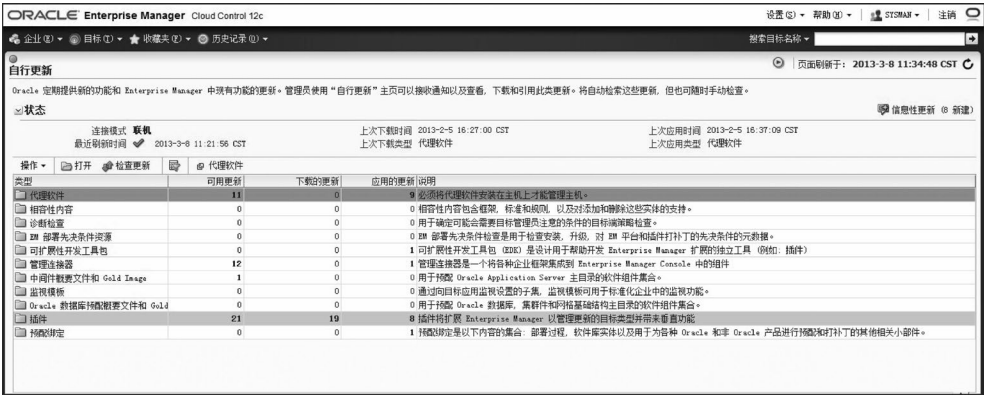 ORACLE Enterprise Manager Cloud Control 12c
设置(S) 帮助(H) SYSMAN 注销
企业(E) 目标(T) 收藏夹(F) 历史记录(O) 搜索目标名称
自行更新
页面刷新于: 2013-3-8 11:34:48 CST
Oracle 定期提供新的功能和 Enterprise Manager 中现有功能的更新。管理员使用“自行更新”主页可以接收通知以及查看, 下载和引用此类更新。将自动检索这些更新, 但也可随时手动检查。
状态
信息性更新 (8 新建)
连接模式 联机 上次下载时间 2013-2-5 16:27:00 CST 上次应用时间 2013-2-5 16:37:09 CST
最近刷新时间 2013-3-8 11:21:56 CST 上次下载类型 代理软件 上次应用类型 代理软件
操作 打开 检查更新 代理软件
类型 可用更新 下载的更新 应用的更新 说明
代理软件 11 0 9 必须将代理软件安装在主机上才能管理主机。
相容性内容 0 0 0 相容性内容包含框架, 标准和规则, 以及对添加和删除这些实体的支持。
诊断检查 0 0 0 用于确定可能会需要目标管理员注意的条件的目标端策略检查。
EM 部署先决条件资源 0 0 0 EM 部署先决条件检查是用于检查安装, 升级, 对 EM 平台和插件打补丁的先决条件的元数据。
可扩展性开发工具包 0 0 1 可扩展性开发工具包 (EDK) 是设计用于帮助开发 Enterprise Manager 扩展的独立工具 (例如: 插件)
管理连接器 12 0 1 管理连接器是一个将各种企业框架集成到 Enterprise Manager Console 中的组件
中间件概要文件和 Gold Image 1 0 0 用于预配 Oracle Application Server 主目录的软件组件集合。
监视模板 0 0 0 通过向目标应用监视设置的子集, 监视模板可用于标准化企业中的监视功能。
Oracle 数据库预配概要文件和 Gold 0 0 0 用于预配 Oracle 数据库, 集群件和网格基础结构主目录的软件组件集合。
插件 21 19 8 插件将扩展 Enterprise Manager 以管理更新的目标类型并带来垂直功能
预配绑定 0 0 1 预配绑定是以下内容的集合: 部署过程, 软件库实体以及用于为各种 Oracle 和非 Oracle 产品进行预配和打补丁的其他相关小部件。